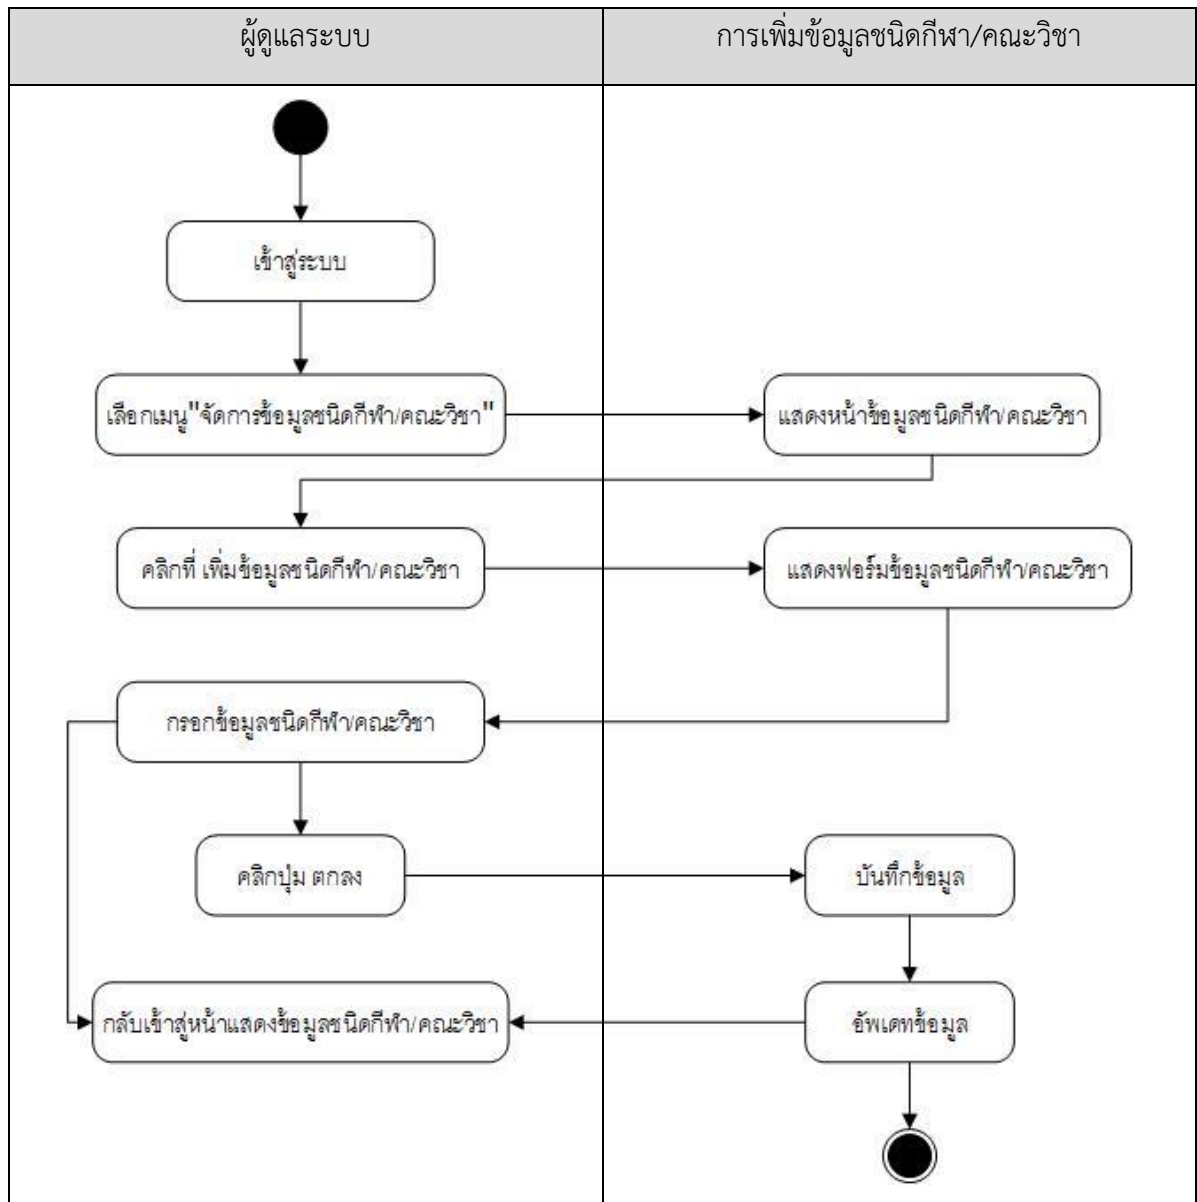 ผู้ดูแลระบบ
การเพิ่มข้อมูลชนิดกีฬา/คณะวิชา
เข้าสู่ระบบ
เลือกเมนู"จัดการข้อมูลชนิดกีฬา/คณะวิชา"
แสดงหน้าข้อมูลชนิดกีฬา/คณะวิชา
คลิกที่ เพิ่มข้อมูลชนิดกีฬา/คณะวิชา
แสดงฟอร์มข้อมูลชนิดกีฬา/คณะวิชา
กรอกข้อมูลชนิดกีฬา/คณะวิชา
คลิกปุ่ม ตกลง
บันทึกข้อมูล
กลับเข้าสู่หน้าแสดงข้อมูลชนิดกีฬา/คณะวิชา
อัพเดทข้อมูล